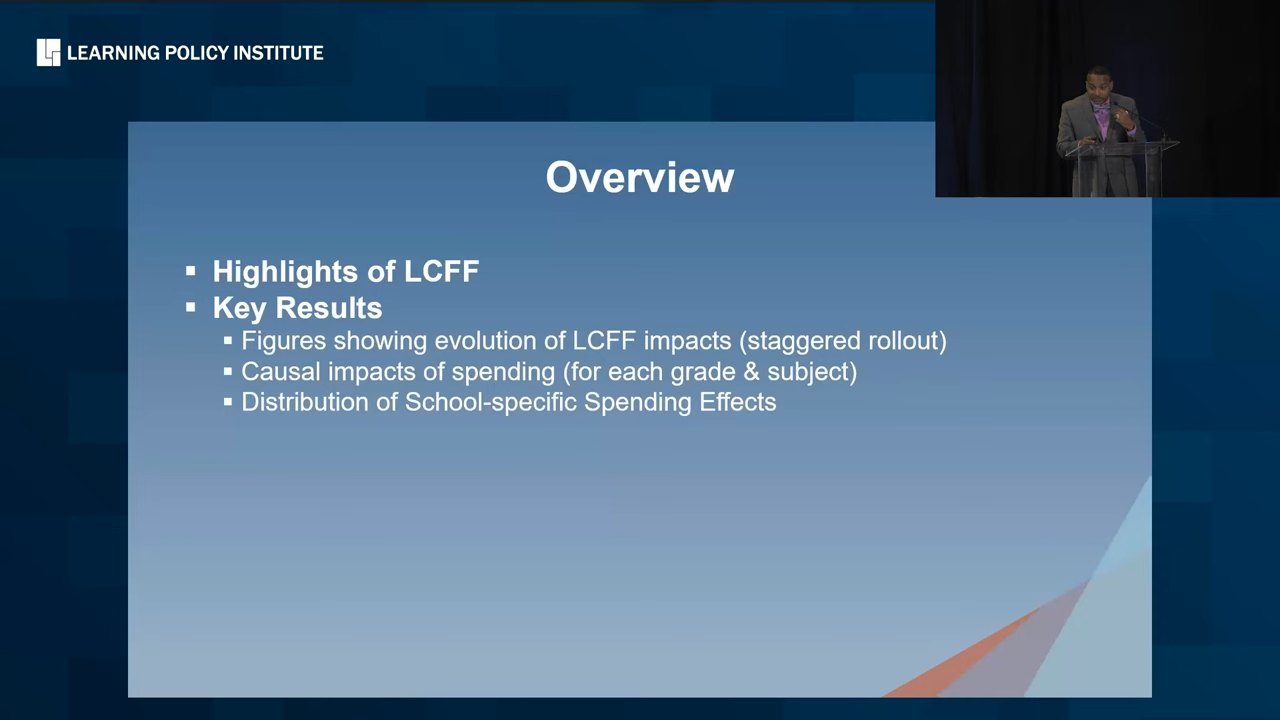 LEARNING POLICY INSTITUTE
Overview
▪ Highlights of LCFF
▪ Key Results
▪ Figures showing evolution of LCFF impacts (staggered rollout)
▪ Causal impacts of spending (for each grade & subject)
▪ Distribution of School-specific Spending Effects